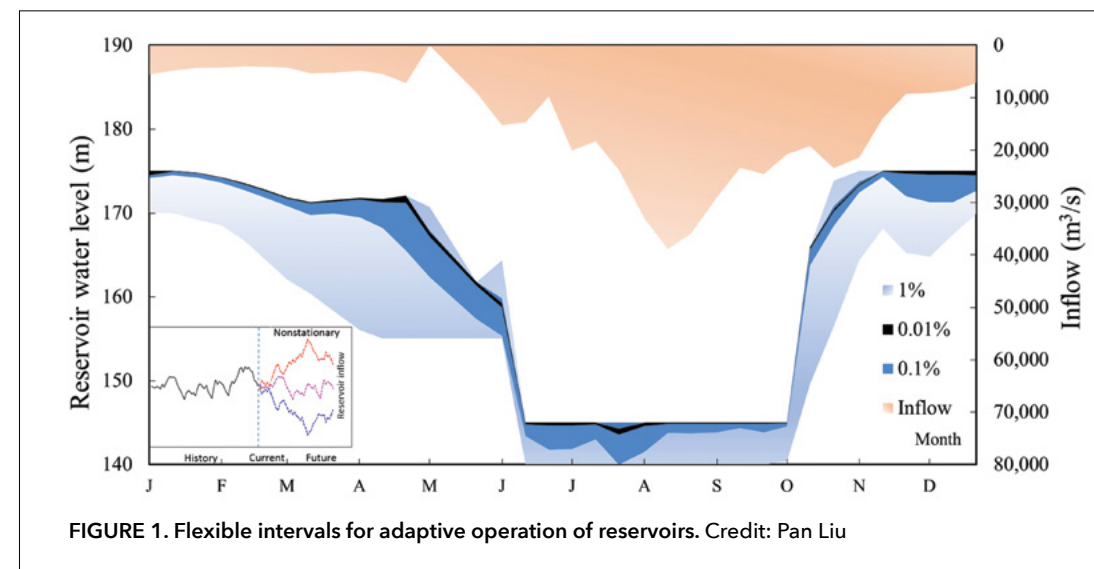 190
180
170
160
150
140
Reservoir water level (m)
0
10,000
20,000
30,000
40,000
50,000
60,000
70,000
80,000
Inflow (m³/s)
1%
0.01%
0.1%
Inflow
Month
Nonstationary
Reservoir inflow
History Current Future
J F M A M J J A S O N D
FIGURE 1. Flexible intervals for adaptive operation of reservoirs. Credit: Pan Liu